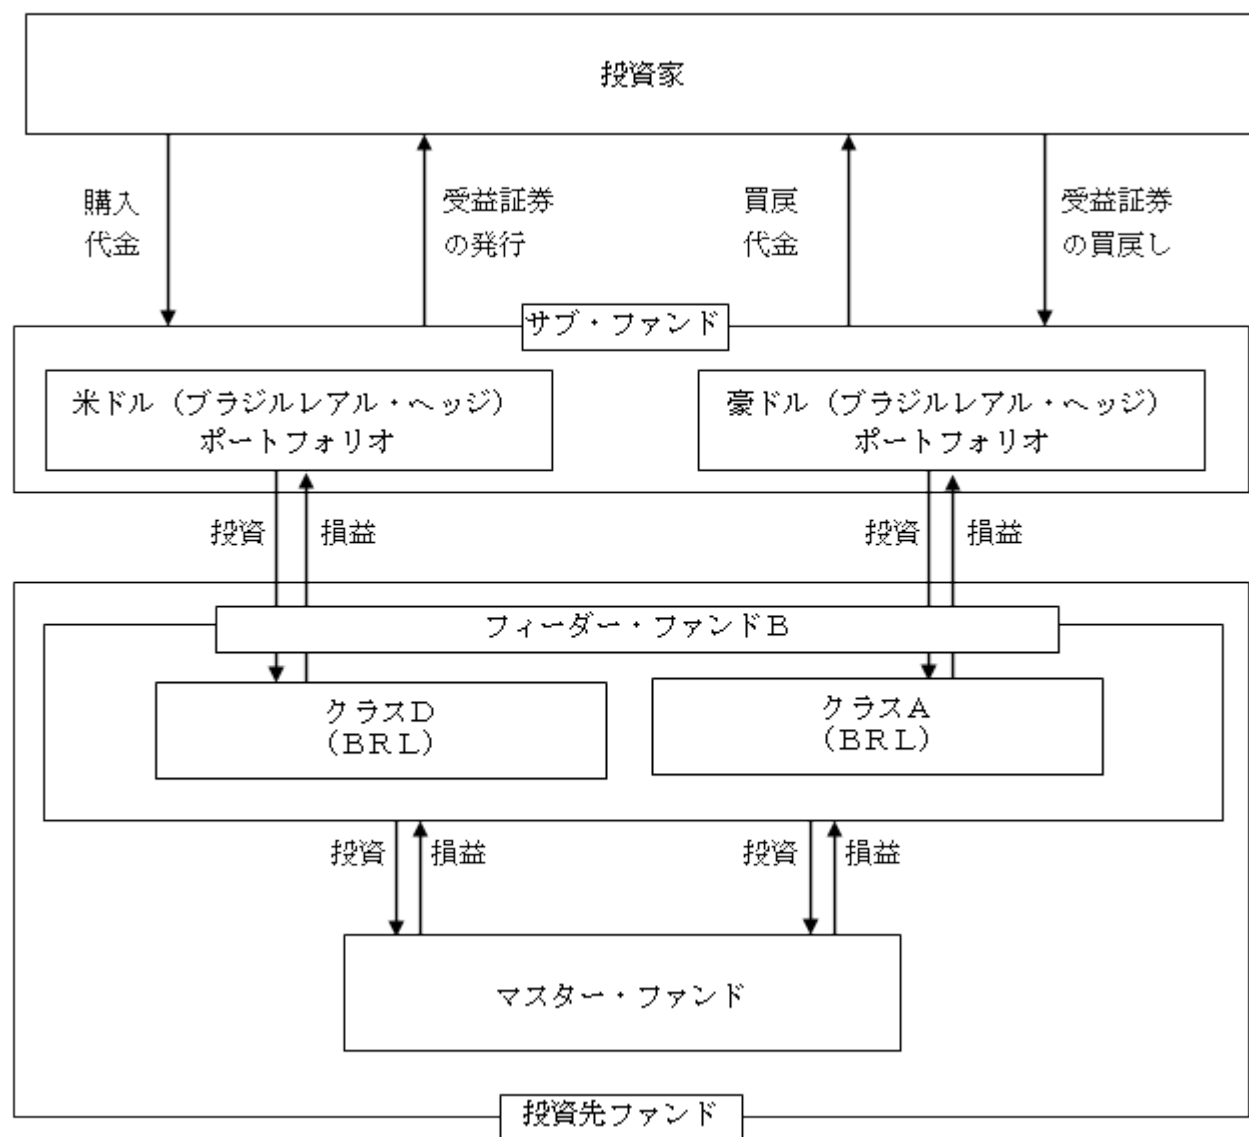 投資家
購入
代金
受益証券
の発行
買戻
代金
受益証券
の買戻し
サブ・ファンド
米ドル（ブラジルレアル・ヘッジ）
ポートフォリオ
豪ドル（ブラジルレアル・ヘッジ）
ポートフォリオ
投資
損益
投資
損益
フィーダー・ファンドＢ
クラスＤ
（ＢＲＬ）
クラスＡ
（ＢＲＬ）
投資
損益
投資
損益
マスター・ファンド
投資先ファンド